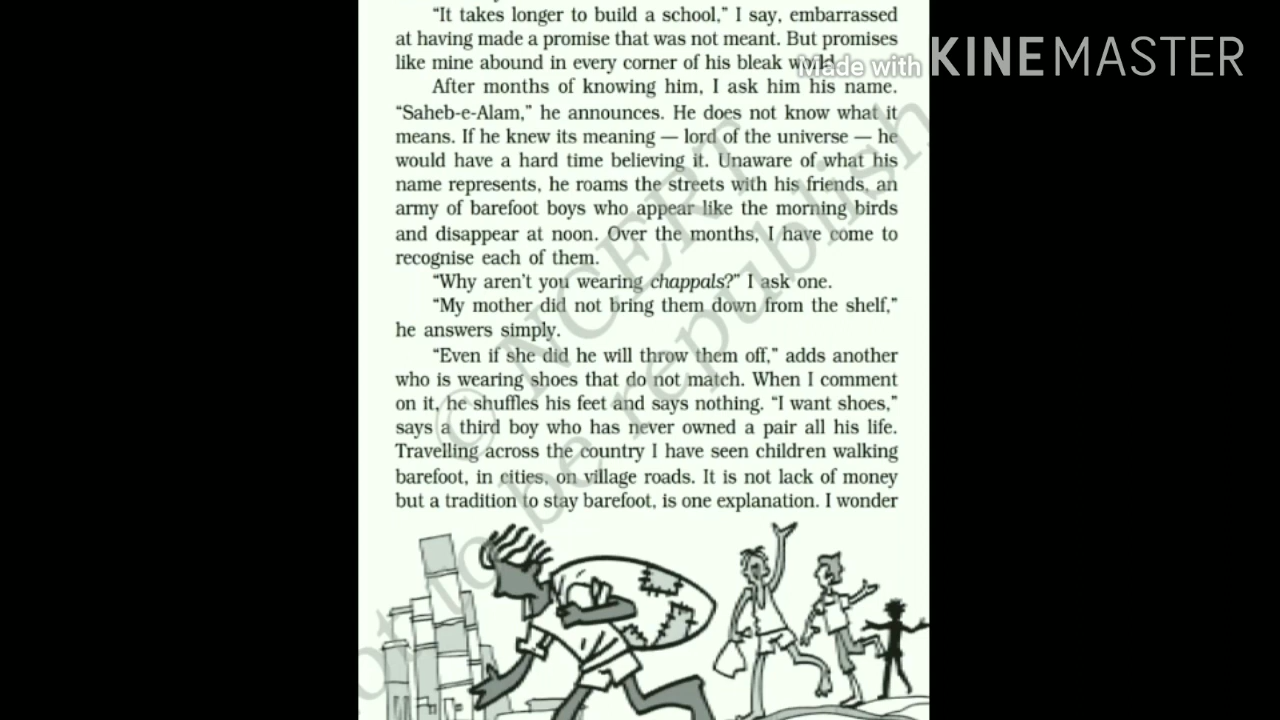 “It takes longer to build a school,” I say, embarrassed
at having made a promise that was not meant. But promises
like mine abound in every corner of his bleak world.
Made with KINEMASTER
After months of knowing him, I ask him his name.
“Saheb-e-Alam,” he announces. He does not know what it
means. If he knew its meaning — lord of the universe — he
would have a hard time believing it. Unaware of what his
name represents, he roams the streets with his friends, an
army of barefoot boys who appear like the morning birds
and disappear at noon. Over the months, I have come to
recognise each of them.
“Why aren’t you wearing chappals?” I ask one.
“My mother did not bring them down from the shelf,”
he answers simply.
“Even if she did he will throw them off,” adds another
who is wearing shoes that do not match. When I comment
on it, he shuffles his feet and says nothing. “I want shoes,”
says a third boy who has never owned a pair all his life.
Travelling across the country I have seen children walking
barefoot, in cities, on village roads. It is not lack of money
but a tradition to stay barefoot, is one explanation. I wonder
© NCERT
not to be republish